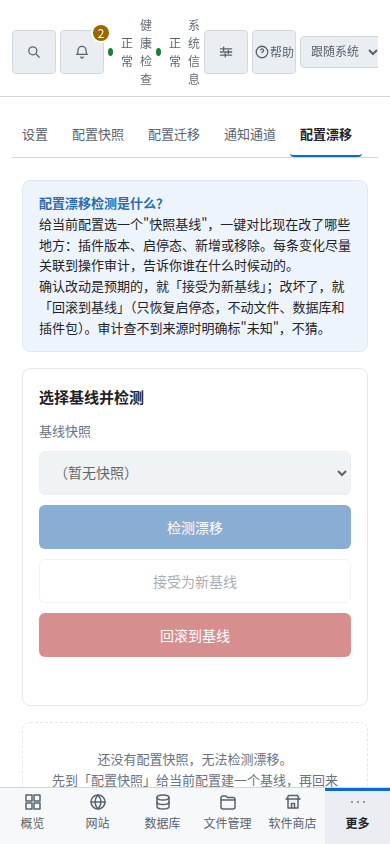 2
正常
健康检查
正常
系统信息
帮助
跟随系统
设置 配置快照 配置迁移 通知通道 配置漂移
配置漂移检测是什么？
给当前配置选一个"快照基线"，一键对比现在改了哪些
地方：插件版本、启停态、新增或移除。每条变化尽量
关联到操作审计，告诉你谁在什么时候动的。
确认改动是预期的，就「接受为新基线」；改坏了，就
「回滚到基线」（只恢复启停态，不动文件、数据库和
插件包）。审计查不到来源时明确标"未知"，不猜。
选择基线并检测
基线快照
（暂无快照）
检测漂移
接受为新基线
回滚到基线
还没有配置快照，无法检测漂移。
先到「配置快照」给当前配置建一个基线，再回来
概览 网站 数据库 文件管理 软件商店 更多